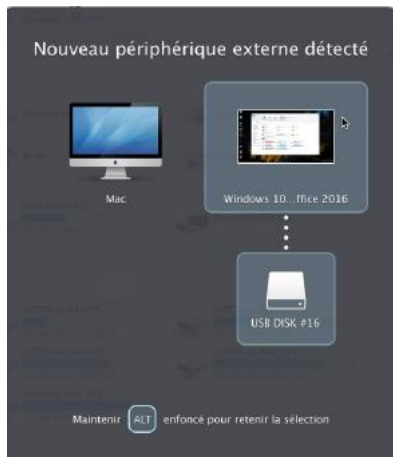 Nouveau périphérique externe détecté
Mac
Windows 10...ffice 2016
USB DISK #16
Maintenir ALT enfoncé pour retenir la sélection